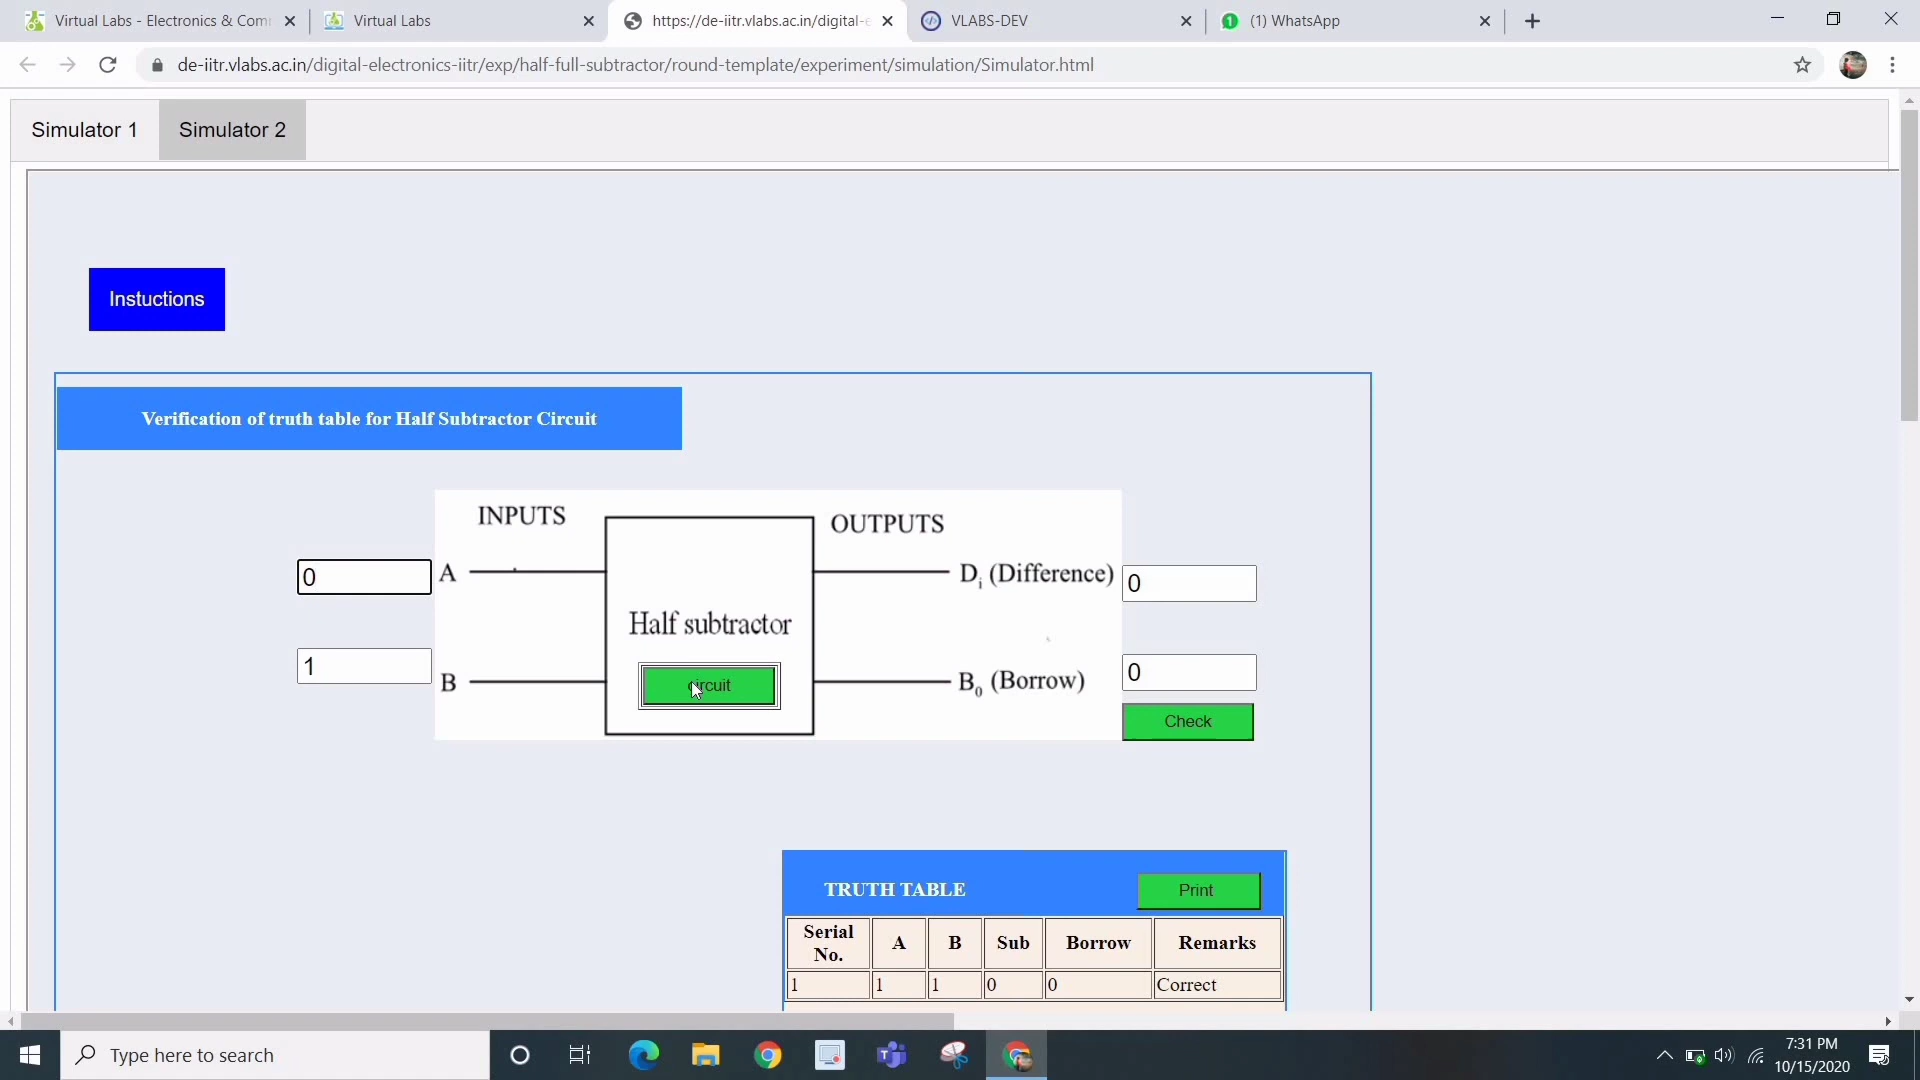 Virtual Labs - Electronics & Com
Virtual Labs
https://de-iitr.vlabs.ac.in/digital-e
VLABS-DEV
1
(1) WhatsApp
de-iitr.vlabs.ac.in/digital-electronics-iitr/exp/half-full-subtractor/round-template/experiment/simulation/Simulator.html
Simulator 1
Simulator 2
Instuctions
Verification of truth table for Half Subtractor Circuit
INPUTS
OUTPUTS
0
A
Di (Difference)
0
Half subtractor
1
B
circuit
B0 (Borrow)
0
Check
TRUTH TABLE
Print
Serial No. A B Sub Borrow Remarks
1 1 1 0 0 Correct
Type here to search
7:31 PM
10/15/2020